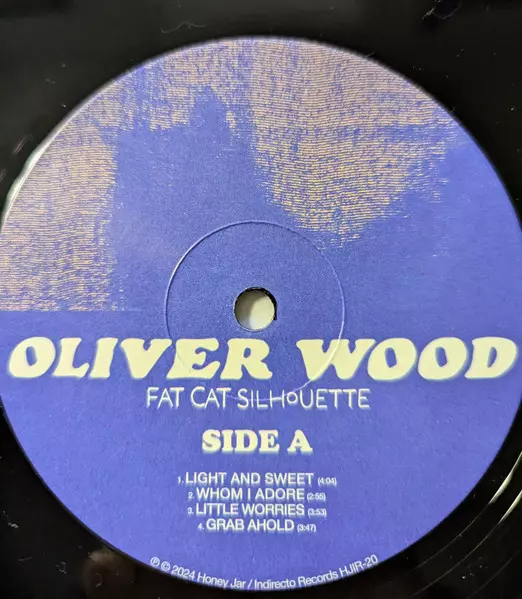 OLIVER WOOD
FAT CAT SILHOUETTE
SIDE A
1. LIGHT AND SWEET (4:04)
2. WHOM I ADORE (2:55)
3. LITTLE WORRIES (3:53)
4. GRAB AHOLD (3:47)
℗ © 2024 Honey Jar / Indirecto Records HJIR-20